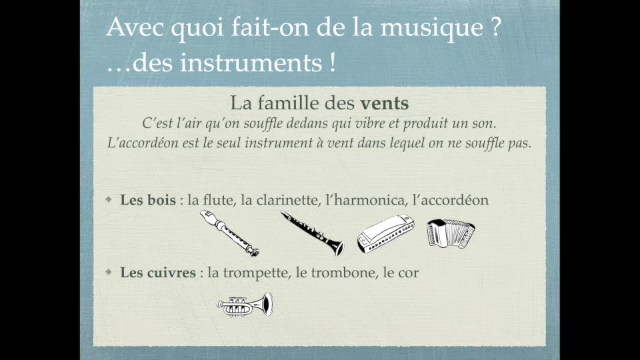 Avec quoi fait-on de la musique ?
…des instruments !
La famille des vents
C’est l’air qu’on souffle dedans qui vibre et produit un son.
L’accordéon est le seul instrument à vent dans lequel on ne souffle pas.
Les bois : la flute, la clarinette, l’harmonica, l’accordéon
Les cuivres : la trompette, le trombone, le cor